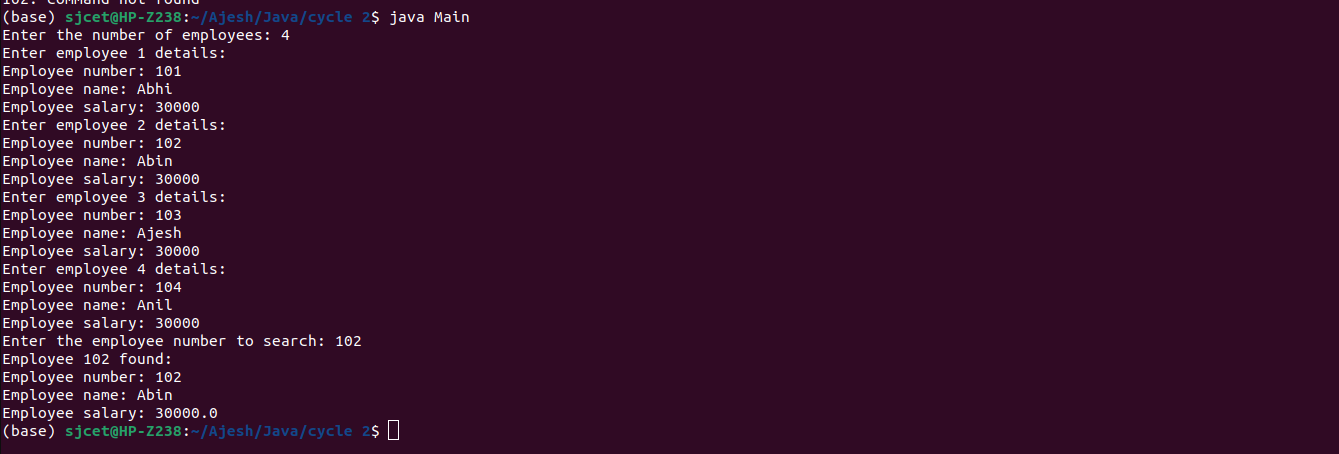 102: command not found
(base) sjcet@HP-Z238:~/Ajesh/Java/cycle 2$ java Main
Enter the number of employees: 4
Enter employee 1 details:
Employee number: 101
Employee name: Abhi
Employee salary: 30000
Enter employee 2 details:
Employee number: 102
Employee name: Abin
Employee salary: 30000
Enter employee 3 details:
Employee number: 103
Employee name: Ajesh
Employee salary: 30000
Enter employee 4 details:
Employee number: 104
Employee name: Anil
Employee salary: 30000
Enter the employee number to search: 102
Employee 102 found:
Employee number: 102
Employee name: Abin
Employee salary: 30000.0
(base) sjcet@HP-Z238:~/Ajesh/Java/cycle 2$